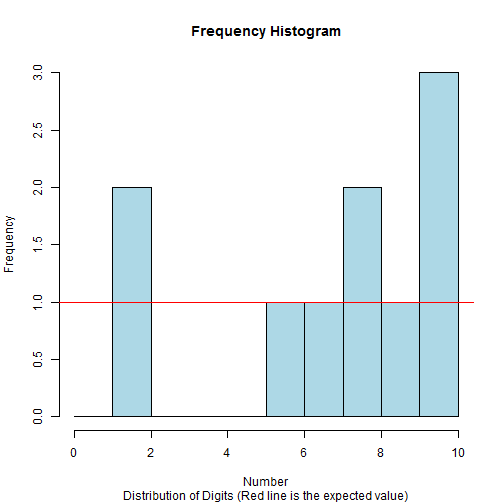 Frequency Histogram
3.0
2.5
2.0
1.5
1.0
0.5
0.0
Frequency
0 2 4 6 8 10
Number
Distribution of Digits (Red line is the expected value)